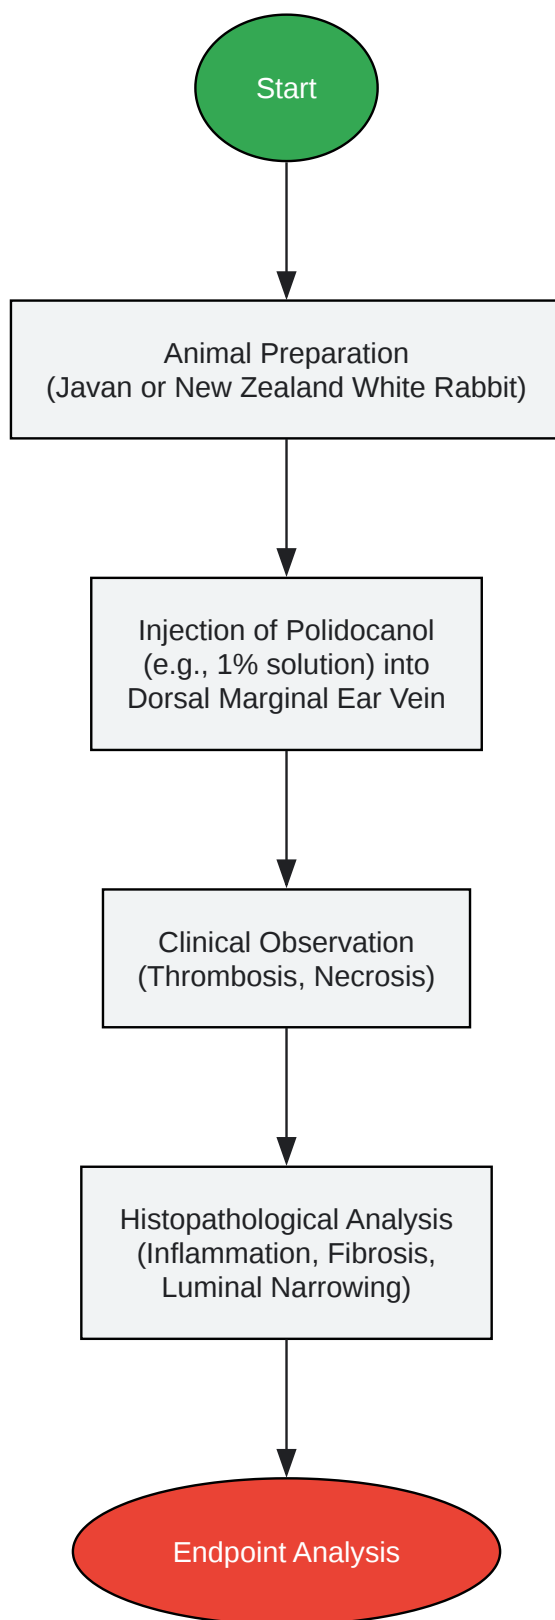 Start
Animal Preparation
(Javan or New Zealand White Rabbit)
Injection of Polidocanol
(e.g., 1% solution) into
Dorsal Marginal Ear Vein
Clinical Observation
(Thrombosis, Necrosis)
Histopathological Analysis
(Inflammation, Fibrosis,
Luminal Narrowing)
Endpoint Analysis